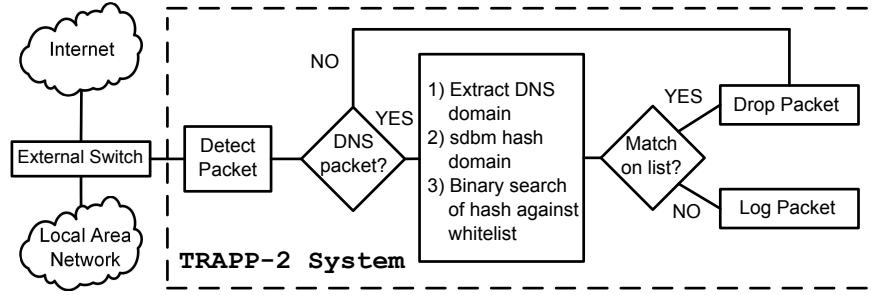 Internet
External Switch
Local Area
Network
Detect
Packet
NO
DNS
packet?
YES
1) Extract DNS
domain
2) sdbm hash
domain
3) Binary search
of hash against
whitelist
Match
on list?
YES
Drop Packet
NO
Log Packet
TRAPP-2 System